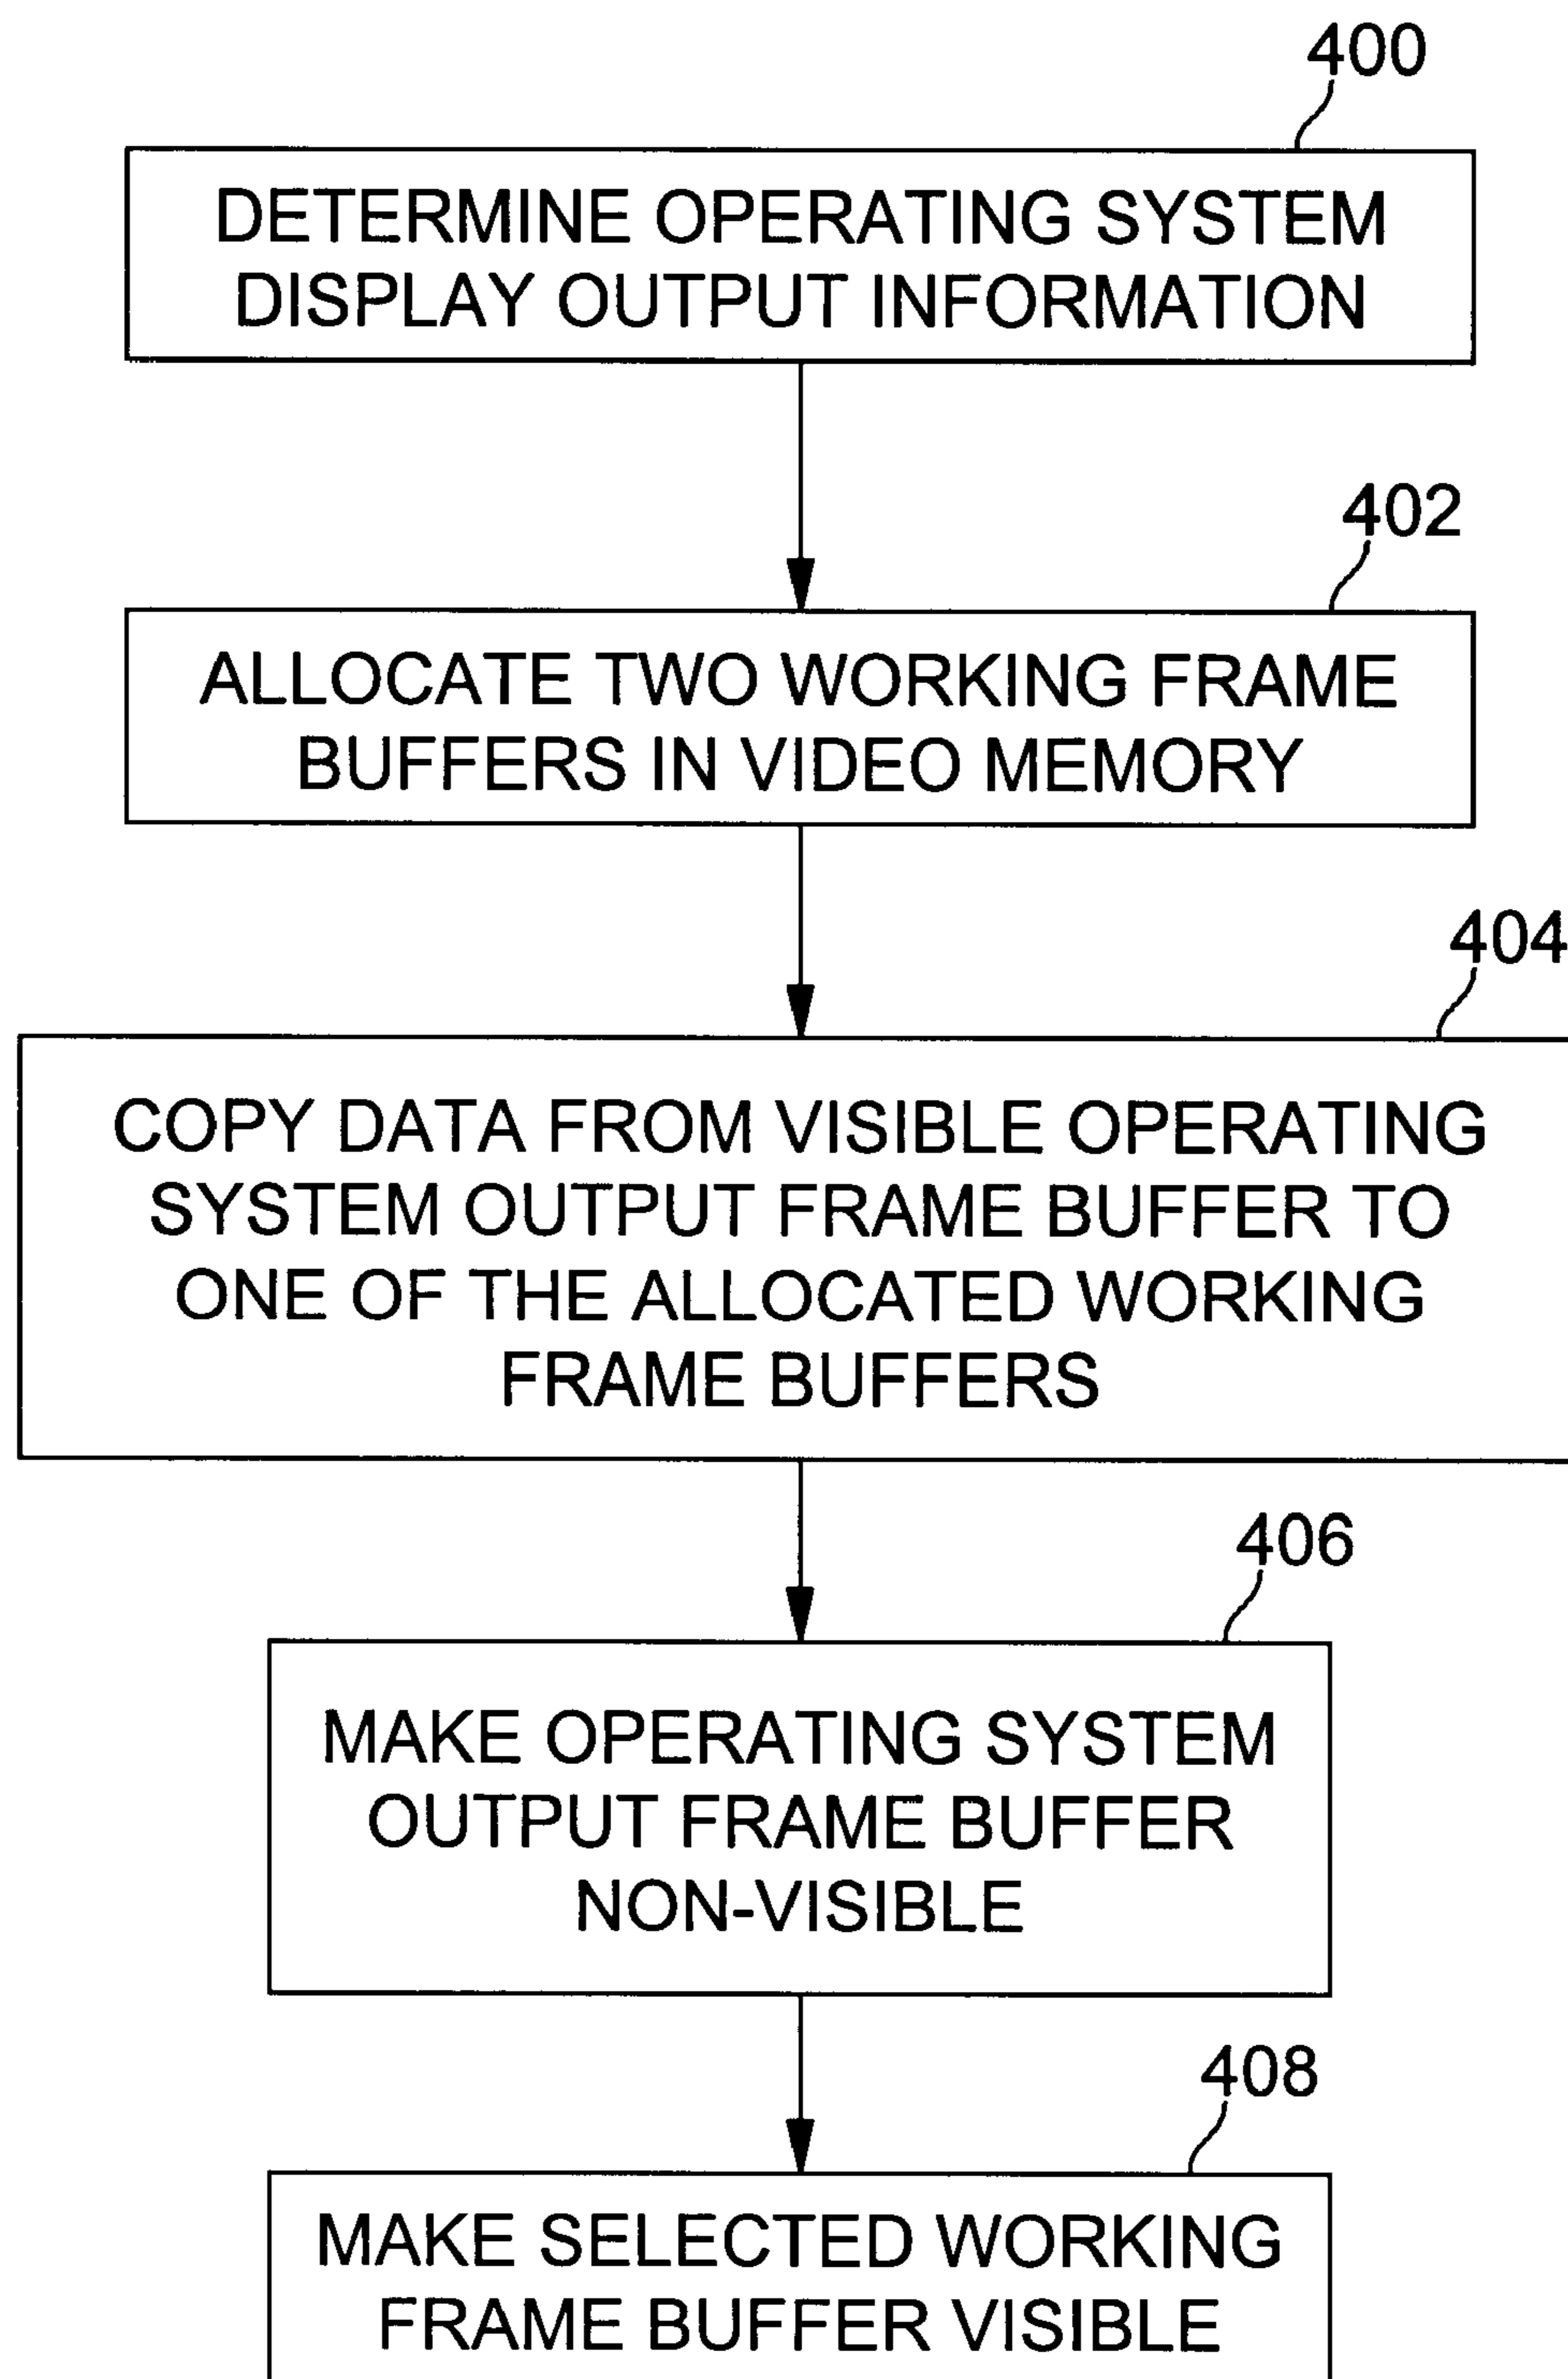 400
DETERMINE OPERATING SYSTEM
DISPLAY OUTPUT INFORMATION
402
ALLOCATE TWO WORKING FRAME
BUFFERS IN VIDEO MEMORY
404
COPY DATA FROM VISIBLE OPERATING
SYSTEM OUTPUT FRAME BUFFER TO
ONE OF THE ALLOCATED WORKING
FRAME BUFFERS
406
MAKE OPERATING SYSTEM
OUTPUT FRAME BUFFER
NON-VISIBLE
408
MAKE SELECTED WORKING
FRAME BUFFER VISIBLE